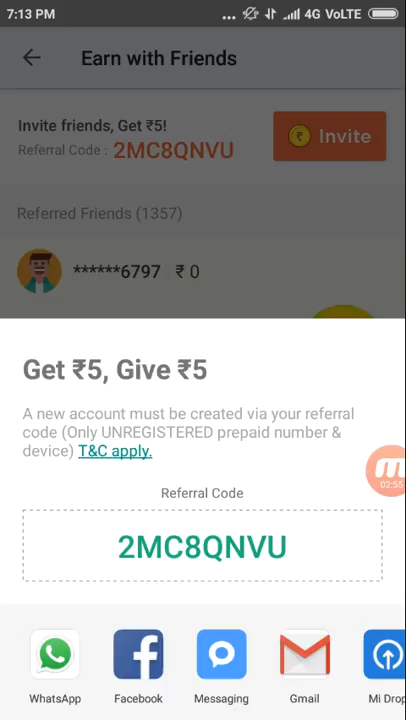 7:13 PM ... 4G VoLTE
Earn with Friends
Invite friends, Get ₹5!
Referral Code : 2MC8QNVU
₹ Invite
Referred Friends (1357)
******6797 ₹ 0
Get ₹5, Give ₹5
A new account must be created via your referral
code (Only UNREGISTERED prepaid number &
device) T&C apply.
02:55
Referral Code
2MC8QNVU
WhatsApp Facebook Messaging Gmail Mi Drop